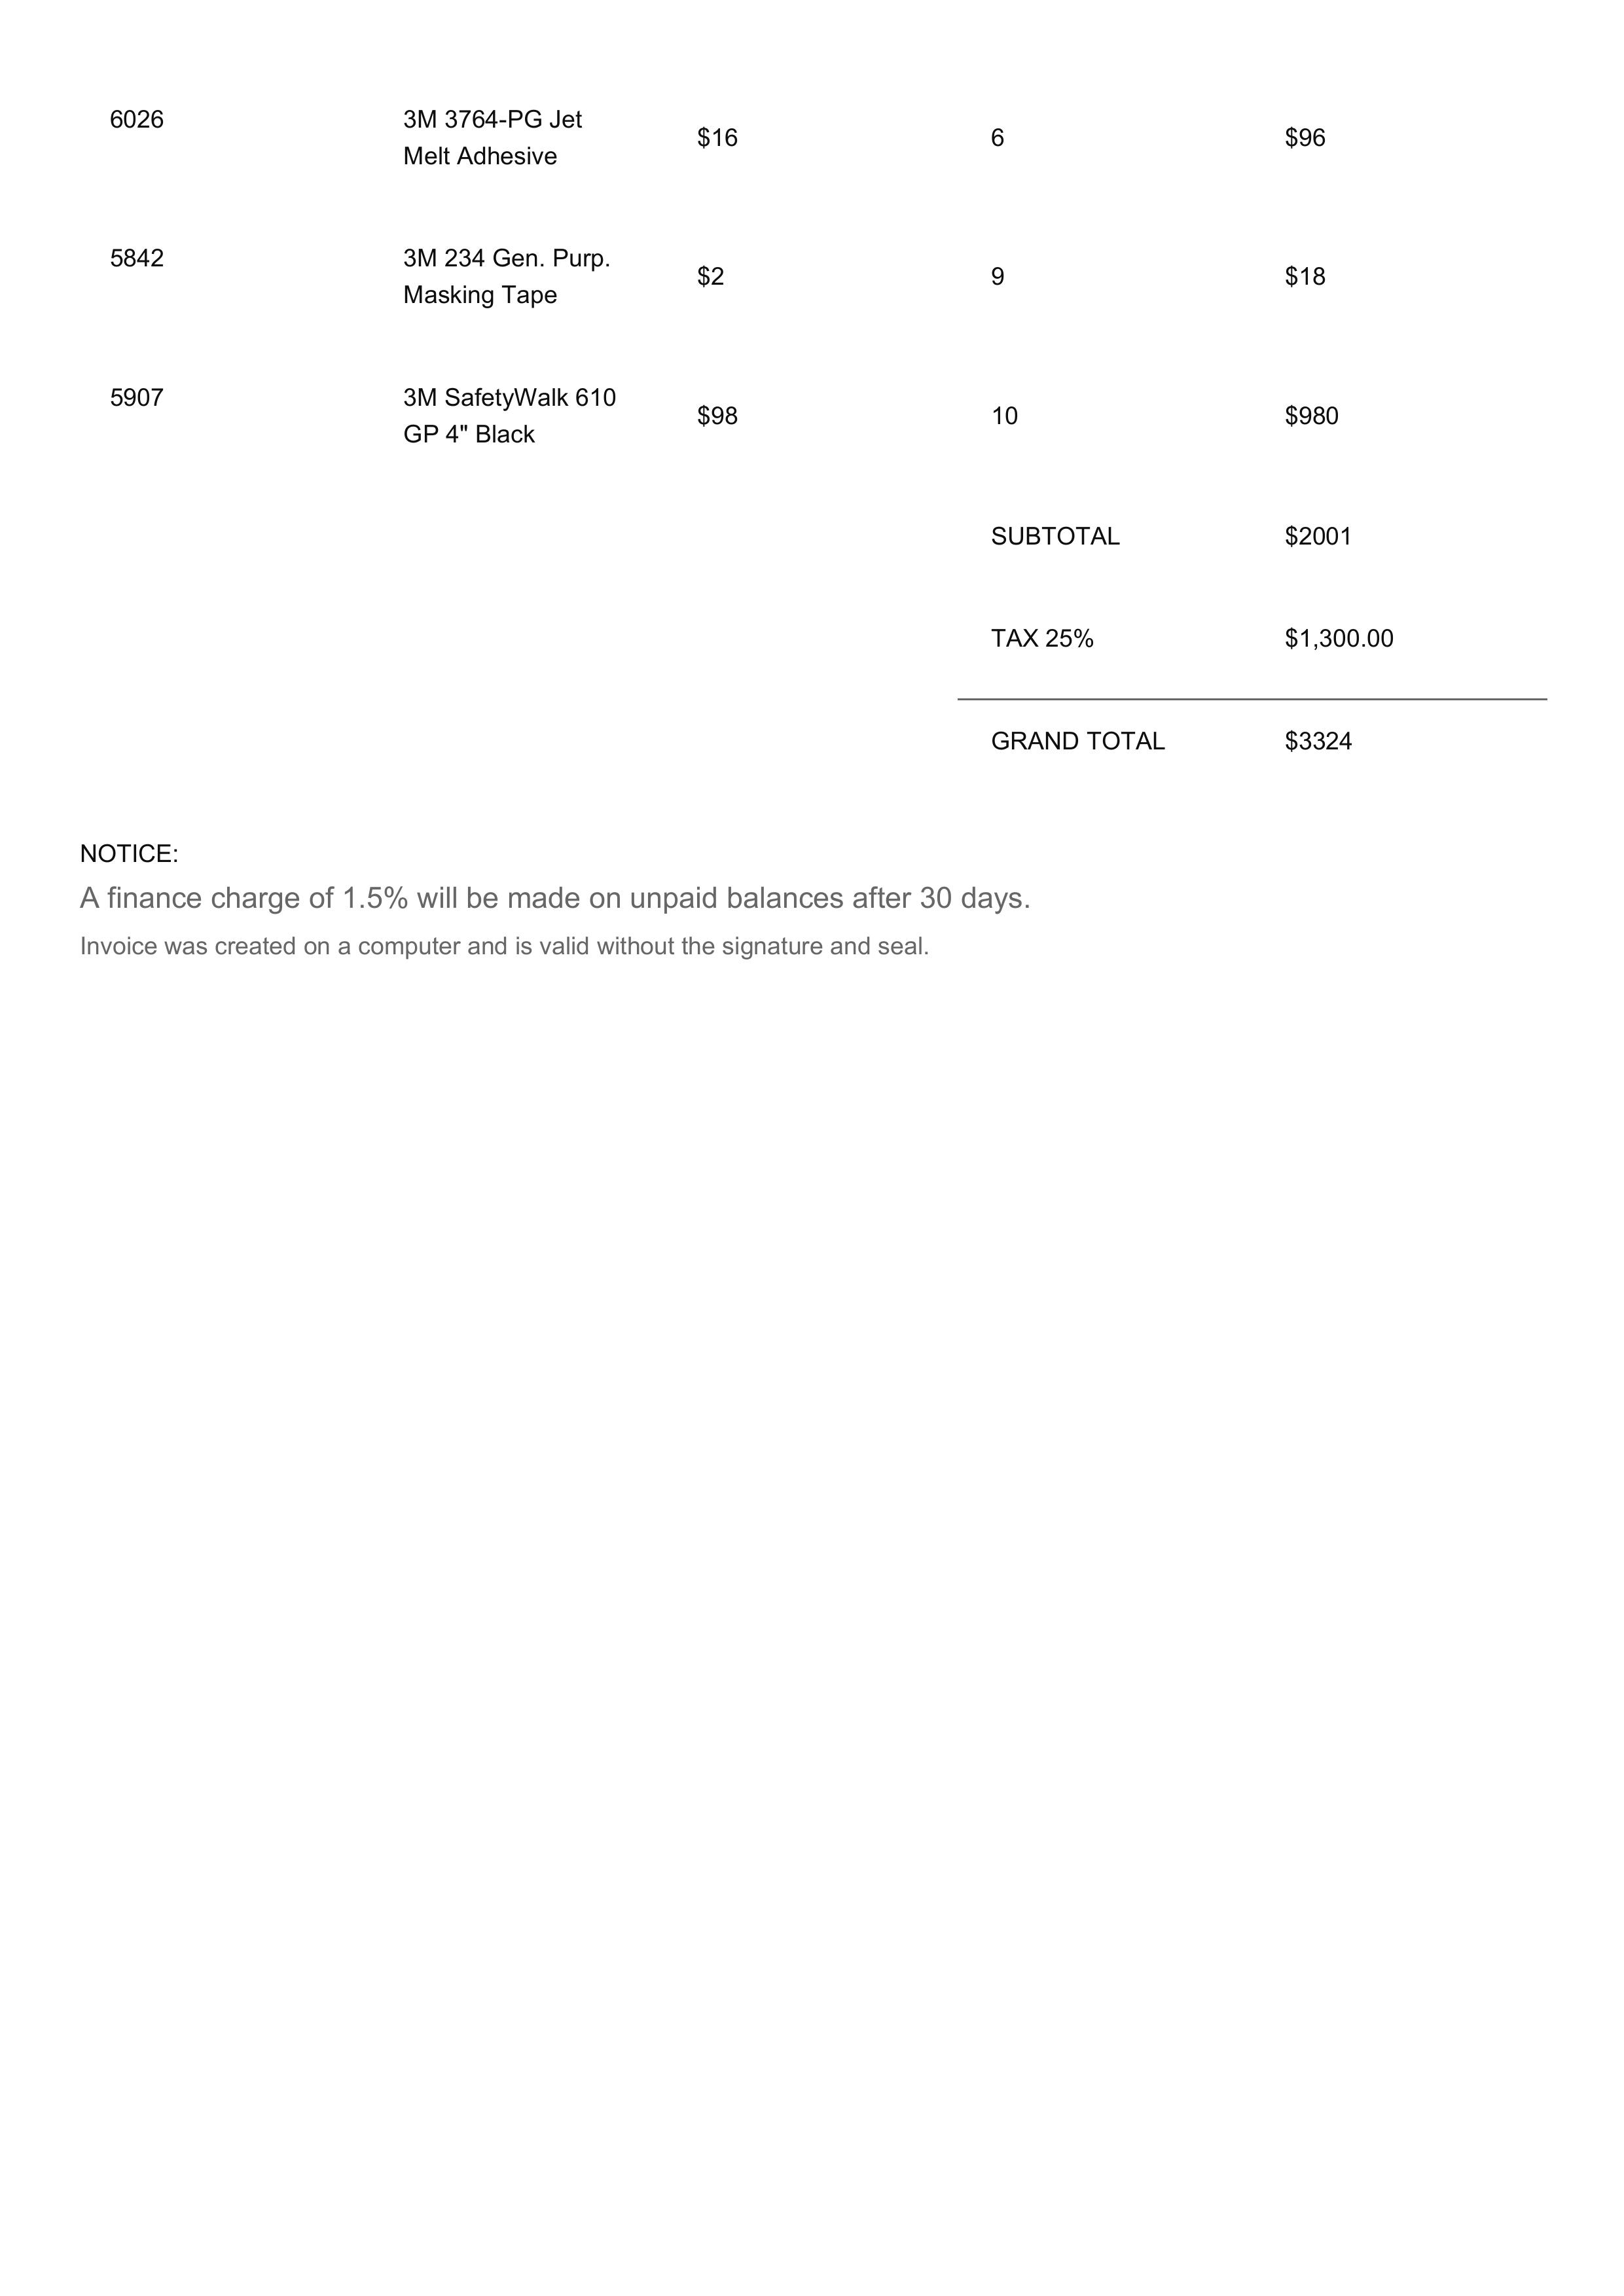 6026 3M 3764-PG Jet Melt Adhesive $16 6 $96
5842 3M 234 Gen. Purp. Masking Tape $2 9 $18
5907 3M SafetyWalk 610 GP 4" Black $98 10 $980
SUBTOTAL $2001
TAX 25% $1,300.00
GRAND TOTAL $3324
NOTICE:
A finance charge of 1.5% will be made on unpaid balances after 30 days.
Invoice was created on a computer and is valid without the signature and seal.